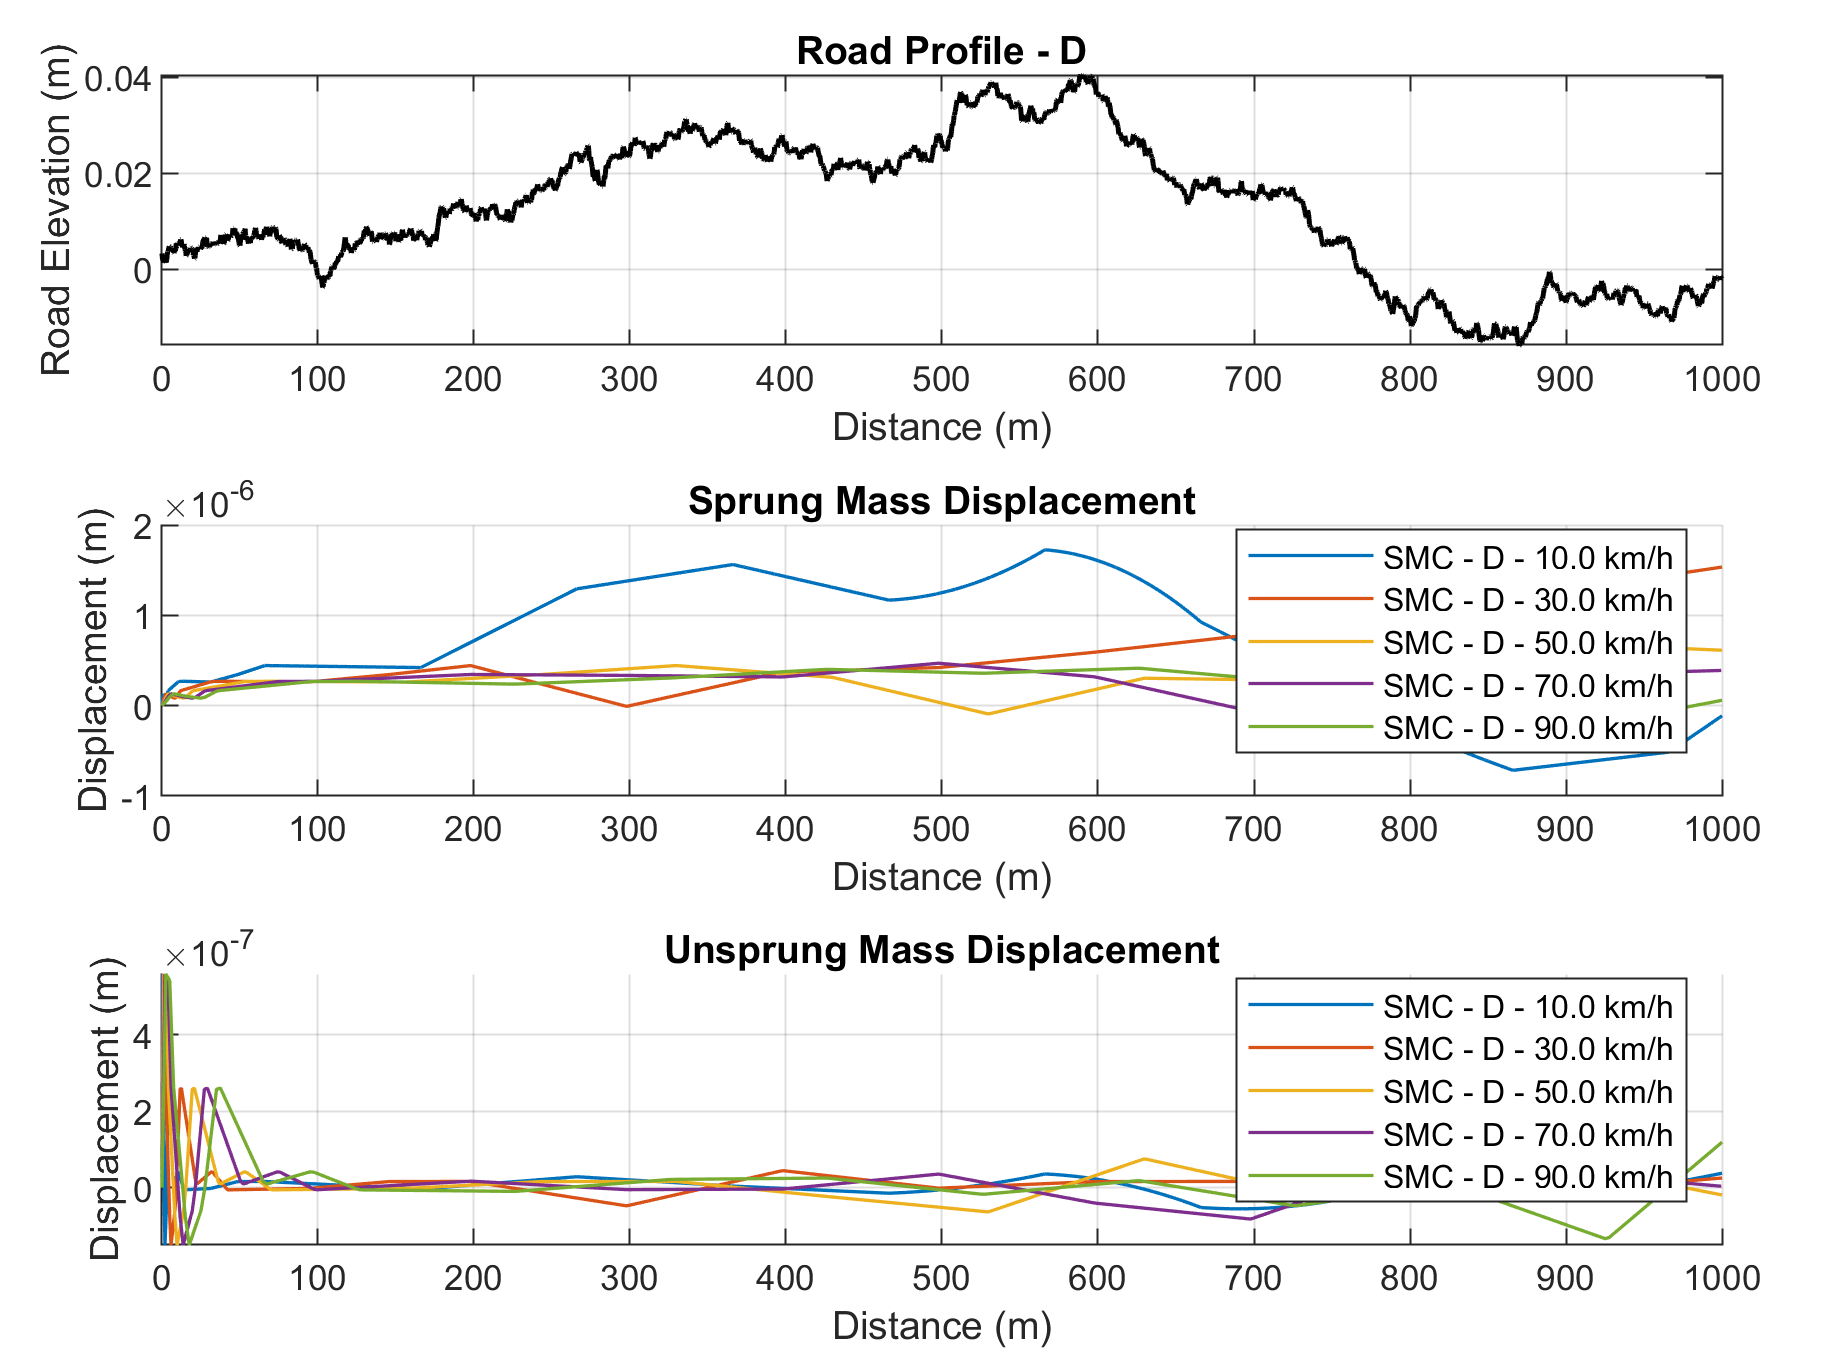 Road Profile - D
Road Elevation (m)
0.04
0.02
0
0 100 200 300 400 500 600 700 800 900 1000
Distance (m)
Sprung Mass Displacement
×10-6
Displacement (m)
2
1
0
-1
SMC - D - 10.0 km/h
SMC - D - 30.0 km/h
SMC - D - 50.0 km/h
SMC - D - 70.0 km/h
SMC - D - 90.0 km/h
0 100 200 300 400 500 600 700 800 900 1000
Distance (m)
Unsprung Mass Displacement
×10-7
Displacement (m)
4
2
0
SMC - D - 10.0 km/h
SMC - D - 30.0 km/h
SMC - D - 50.0 km/h
SMC - D - 70.0 km/h
SMC - D - 90.0 km/h
0 100 200 300 400 500 600 700 800 900 1000
Distance (m)